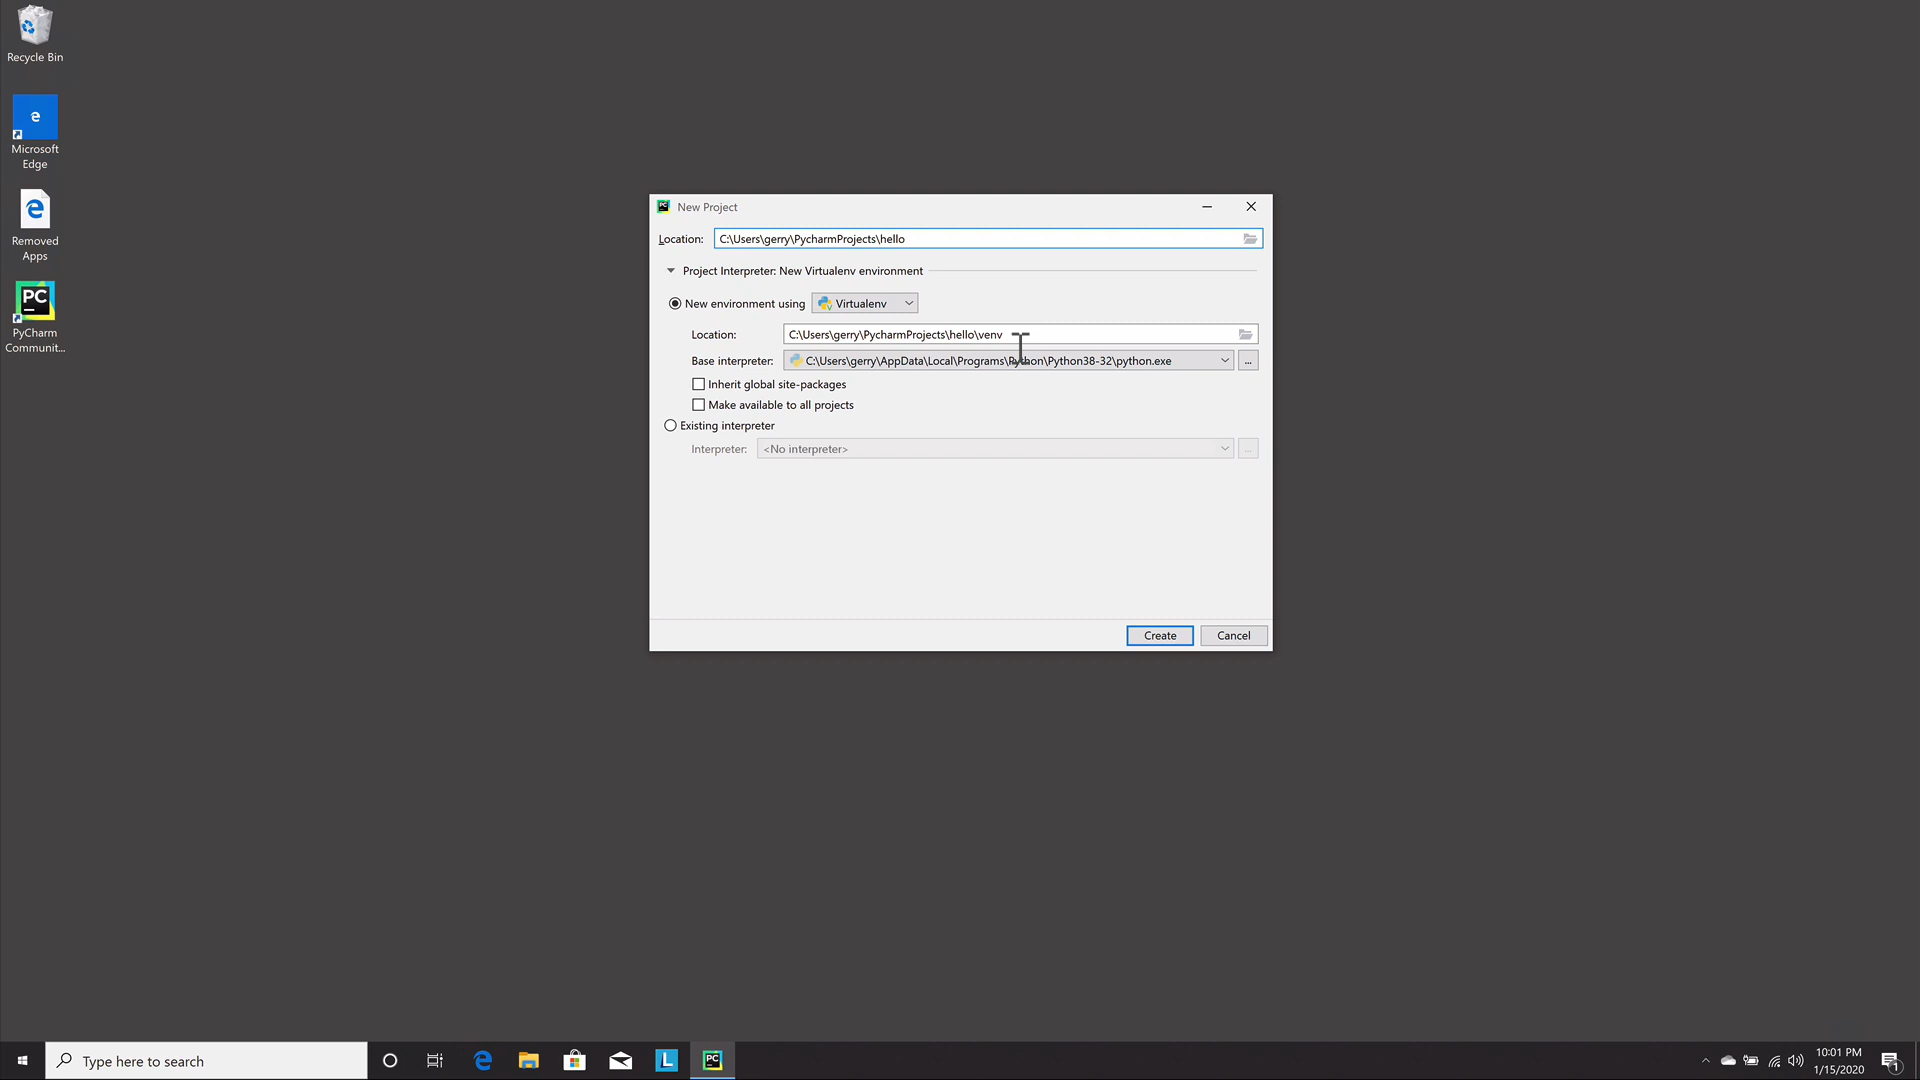 Recycle Bin
Microsoft
Edge
Removed
Apps
PC
PyCharm
Communit...
PC
New Project
Location:
C:\Users\gerry\PycharmProjects\hello
Project Interpreter: New Virtualenv environment
New environment using
Virtualenv
Location:
C:\Users\gerry\PycharmProjects\hello\venv
Base interpreter:
C:\Users\gerry\AppData\Local\Programs\Python\Python38-32\python.exe
...
Inherit global site-packages
Make available to all projects
Existing interpreter
Interpreter:
<No interpreter>
...
Create
Cancel
Type here to search
L
PC
10:01 PM
1/15/2020
1